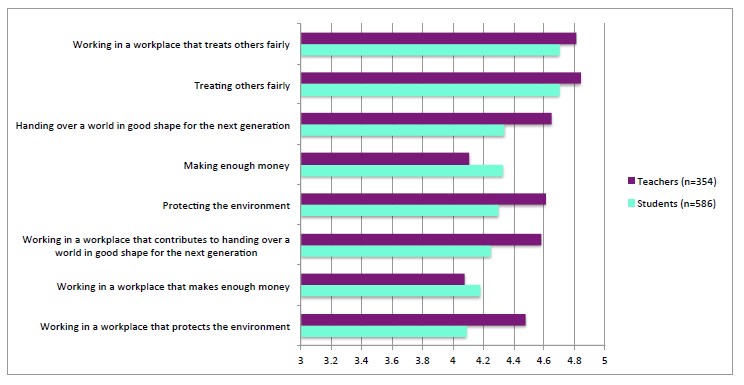 Working in a workplace that treats others fairly
Treating others fairly
Handing over a world in good shape for the next generation
Making enough money
Protecting the environment
Working in a workplace that contributes to handing over a
world in good shape for the next generation
Working in a workplace that makes enough money
Working in a workplace that protects the environment
3 3.2 3.4 3.6 3.8 4 4.2 4.4 4.6 4.8 5
Teachers (n=354)
Students (n=586)